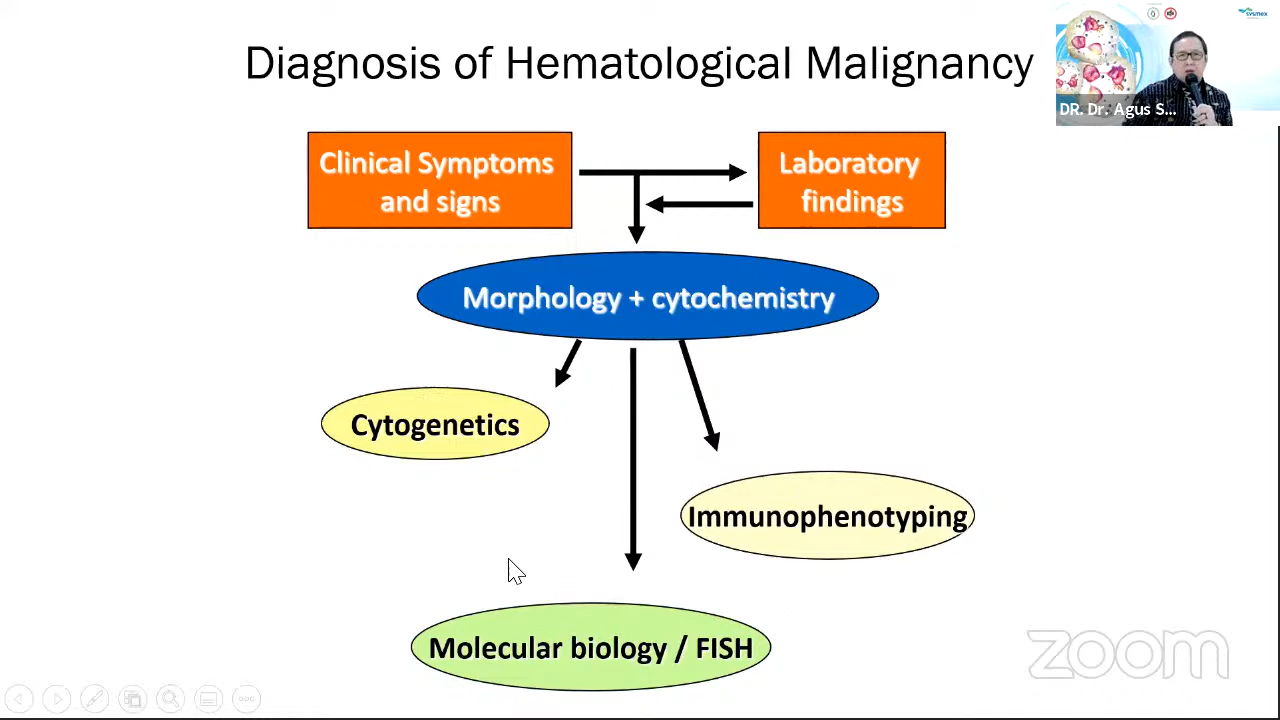 sysmex
Diagnosis of Hematological Malignancy
DR. Dr. Agus S...
Clinical Symptoms
and signs
Laboratory
findings
Morphology + cytochemistry
Cytogenetics
Immunophenotyping
Molecular biology / FISH
zoom